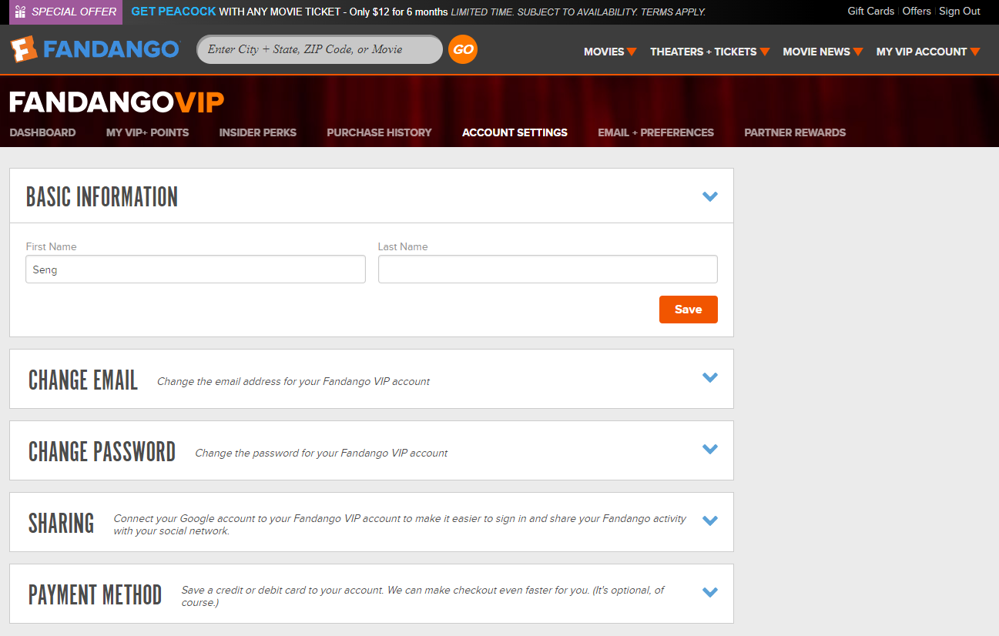 SPECIAL OFFER GET PEACOCK WITH ANY MOVIE TICKET - Only $12 for 6 months LIMITED TIME. SUBJECT TO AVAILABILITY. TERMS APPLY. Gift Cards Offers Sign Out
FANDANGO Enter City + State, ZIP Code, or Movie GO MOVIES THEATERS + TICKETS MOVIE NEWS MY VIP ACCOUNT
FANDANGOVIP
DASHBOARD MY VIP+ POINTS INSIDER PERKS PURCHASE HISTORY ACCOUNT SETTINGS EMAIL + PREFERENCES PARTNER REWARDS
BASIC INFORMATION
First Name Last Name
Seng
Save
CHANGE EMAIL Change the email address for your Fandango VIP account
CHANGE PASSWORD Change the password for your Fandango VIP account
SHARING Connect your Google account to your Fandango VIP account to make it easier to sign in and share your Fandango activity
with your social network.
PAYMENT METHOD Save a credit or debit card to your account. We can make checkout even faster for you. (It's optional, of
course.)